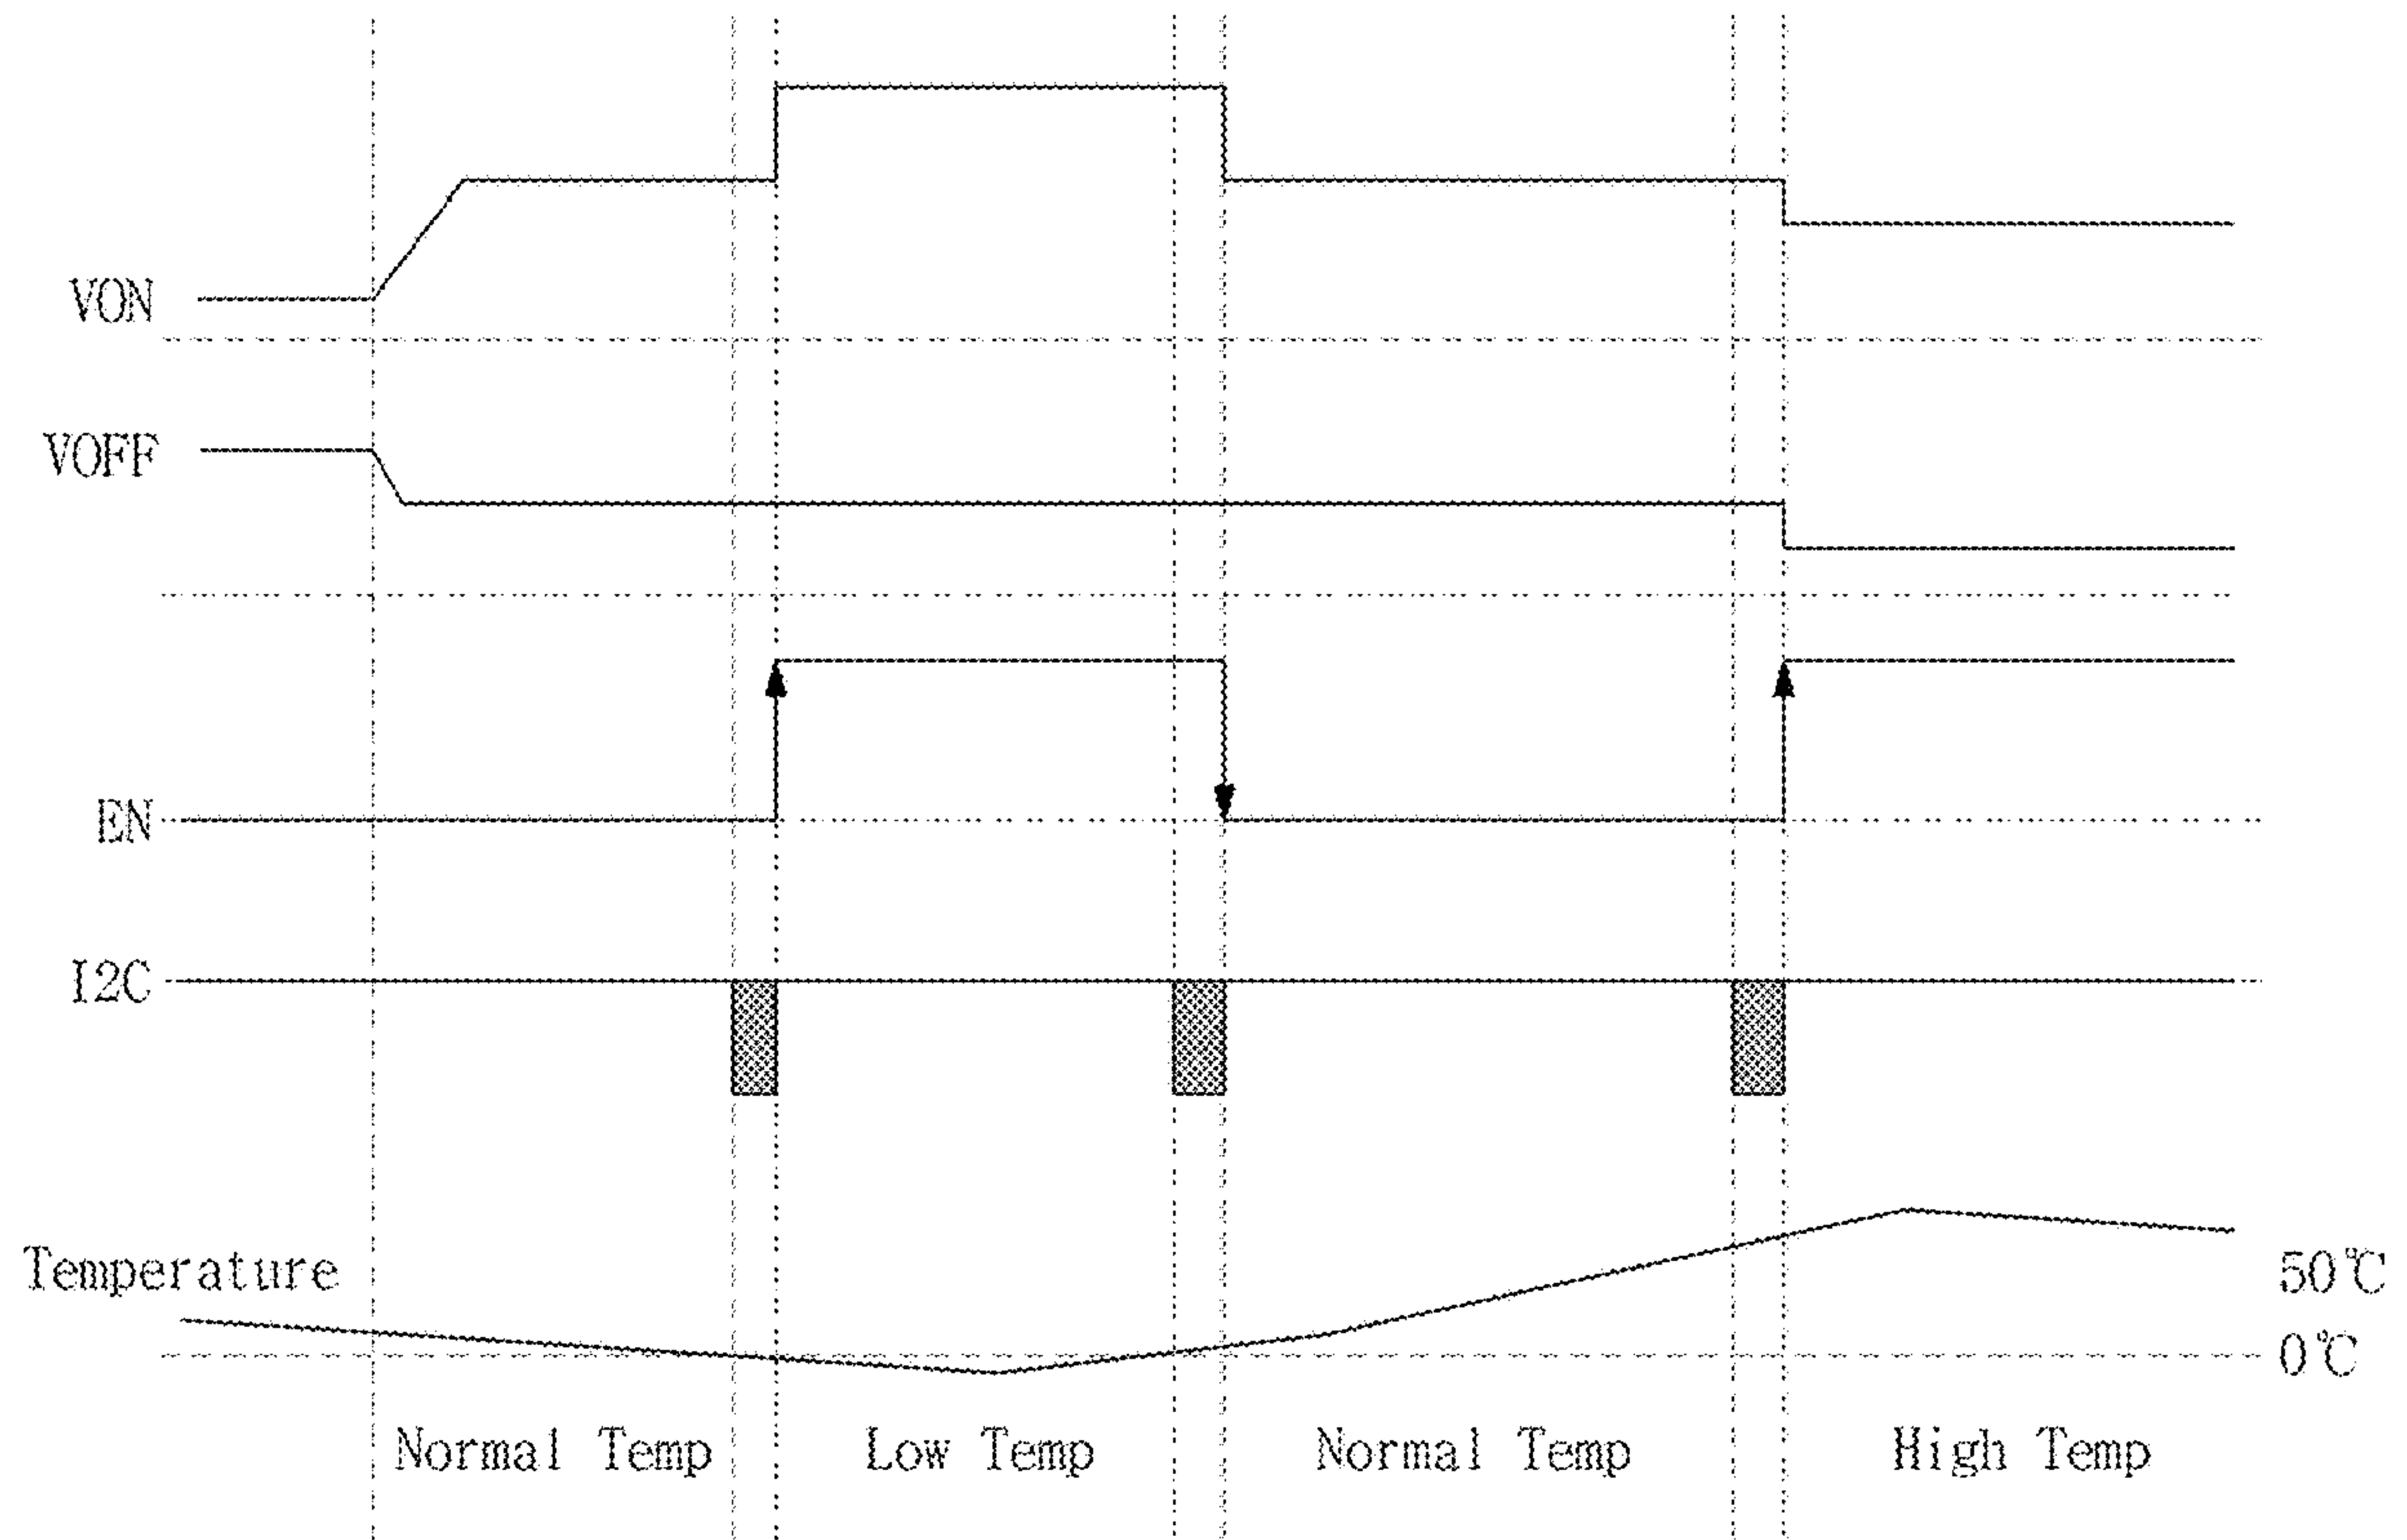 VON
VOFF
EN
I2C
Temperature
50℃
0℃
Normal Temp
Low Temp
Normal Temp
High Temp